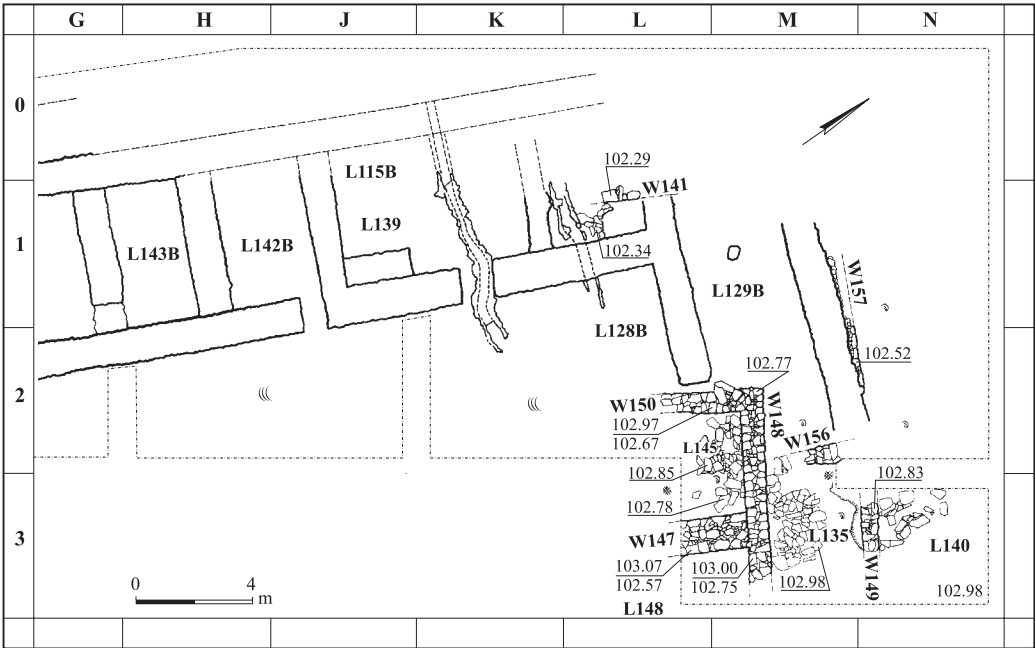 G H J K L M N
0
102.29
L115B
W141
L139
1
L143B
L142B
102.34
L129B
W157
L128B
102.52
102.77
2
W150
W148
102.97
102.67
W156
L145
102.85
102.83
102.78
3
W147
L135
L140
103.07
103.00
102.57
102.75
102.98
W149
102.98
L148
0 4
m